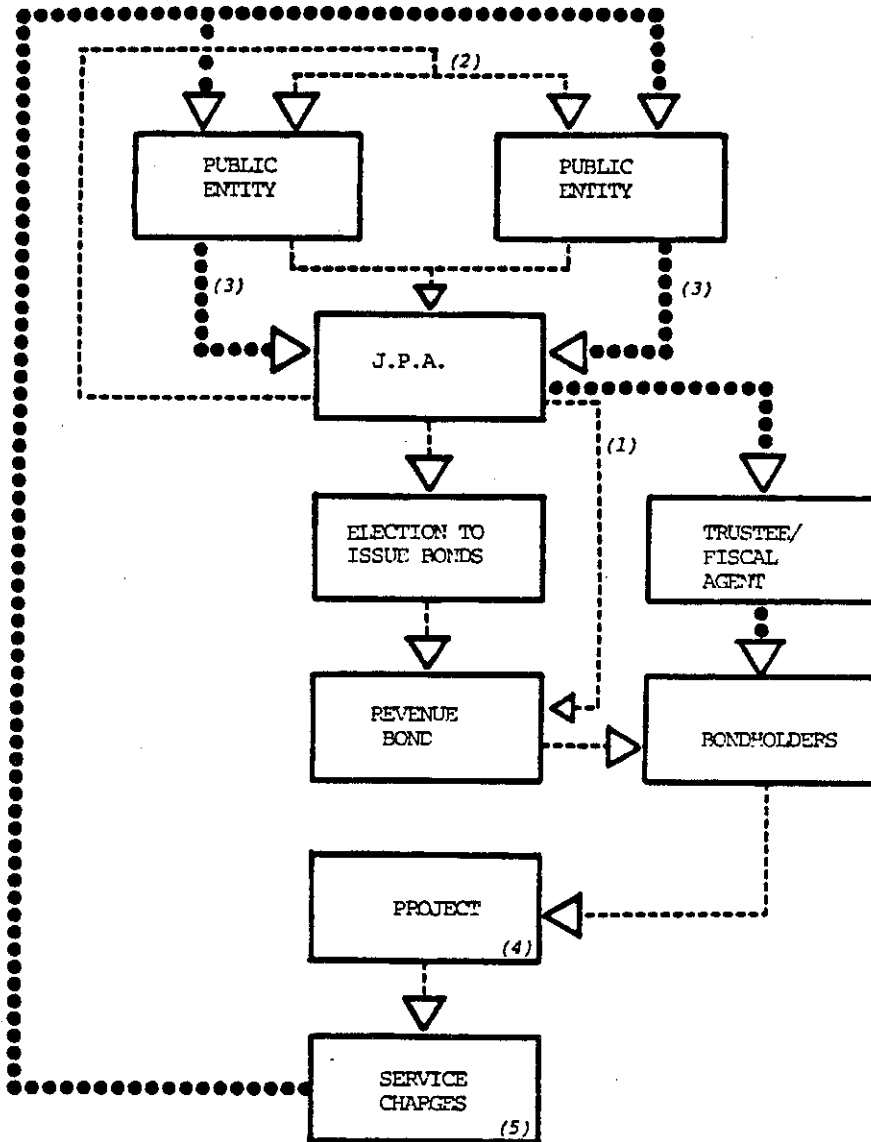 (2)
PUBLIC
ENTITY
PUBLIC
ENTITY
(3)
(3)
J.P.A.
(1)
ELECTION TO
ISSUE BONDS
TRUSTEE/
FISCAL
AGENT
REVENUE
BOND
BONDHOLDERS
PROJECT
(4)
SERVICE
CHARGES
(5)